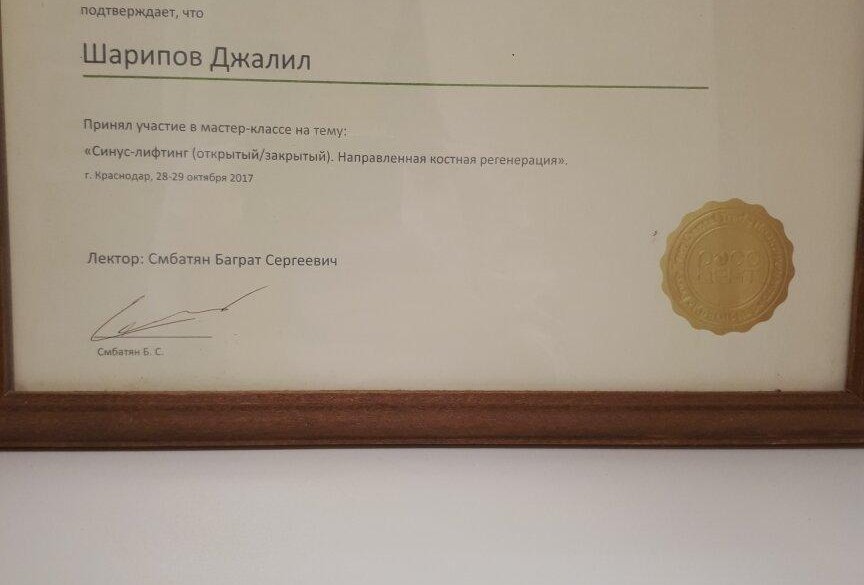 подтверждает, что
Шарипов Джалил
Принял участие в мастер-классе на тему:
«Синус-лифтинг (открытый/закрытый). Направленная костная регенерация».
г. Краснодар, 28-29 октября 2017
Лектор: Смбатян Баграт Сергеевич
Смбатян Б. С.